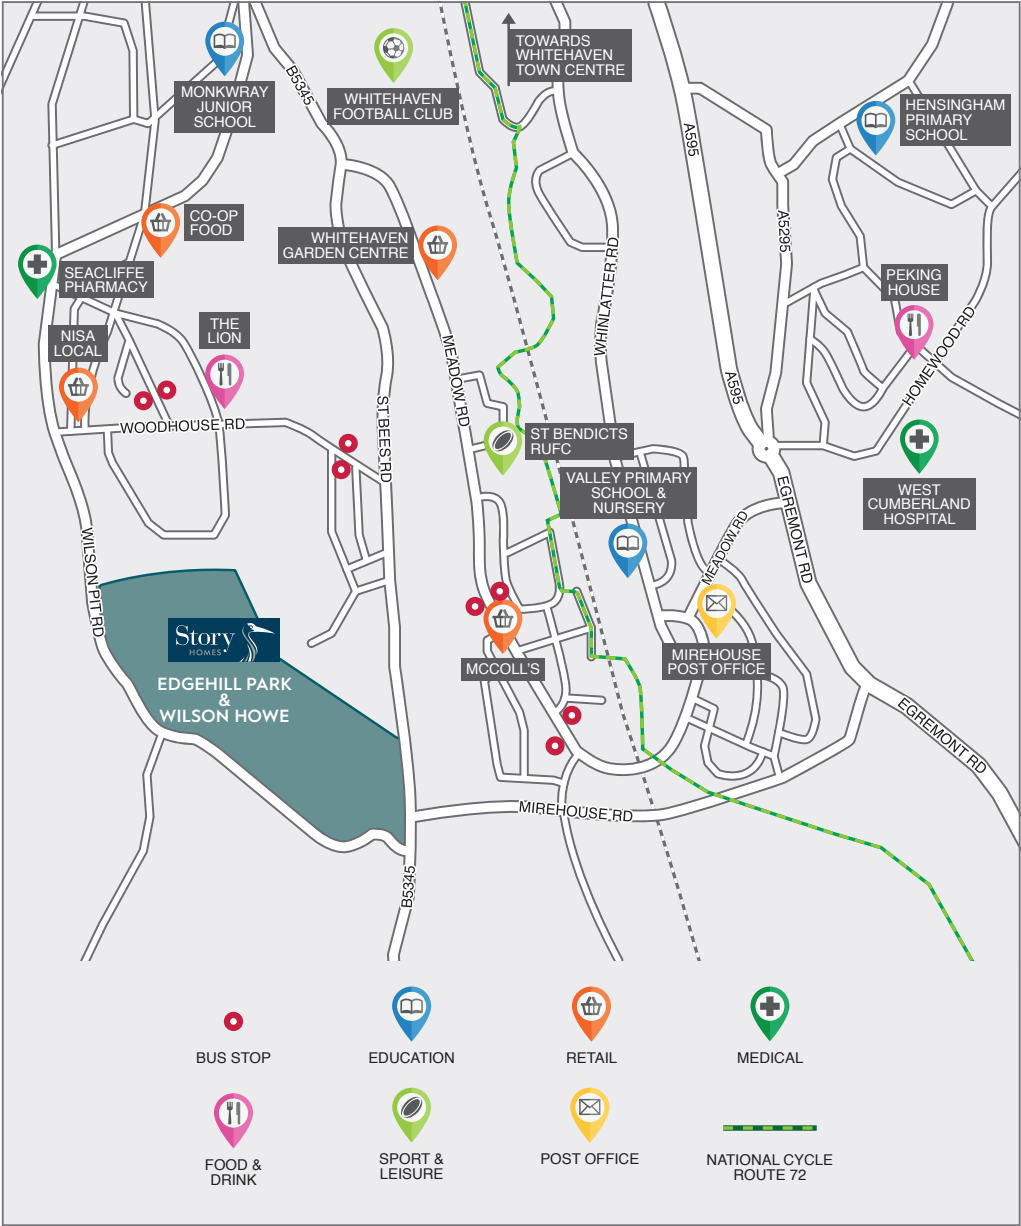 B5345
TOWARDS
WHITEHAVEN
TOWN CENTRE
MONKWRAY
JUNIOR
SCHOOL
WHITEHAVEN
FOOTBALL CLUB
HENSINGHAM
PRIMARY
SCHOOL
A595
CO-OP
FOOD
A5295
WHITEHAVEN
GARDEN CENTRE
SEACLIFFE
PHARMACY
WHINLATTER RD
PEKING
HOUSE
NISA
LOCAL
THE
LION
MEADOW RD
HOMEWOOD RD
A595
WOODHOUSE RD
ST BEES RD
ST BENDICTS
RUFC
VALLEY PRIMARY
SCHOOL &
NURSERY
WEST
CUMBERLAND
HOSPITAL
EGREMONT RD
MEADOW RD
WILSON PIT RD
Story
HOMES
EDGEHILL PARK
&
WILSON HOWE
MCCOLL'S
MIREHOUSE
POST OFFICE
EGREMONT RD
MIREHOUSE RD
B5345
BUS STOP
EDUCATION
RETAIL
MEDICAL
FOOD &
DRINK
SPORT &
LEISURE
POST OFFICE
NATIONAL CYCLE
ROUTE 72